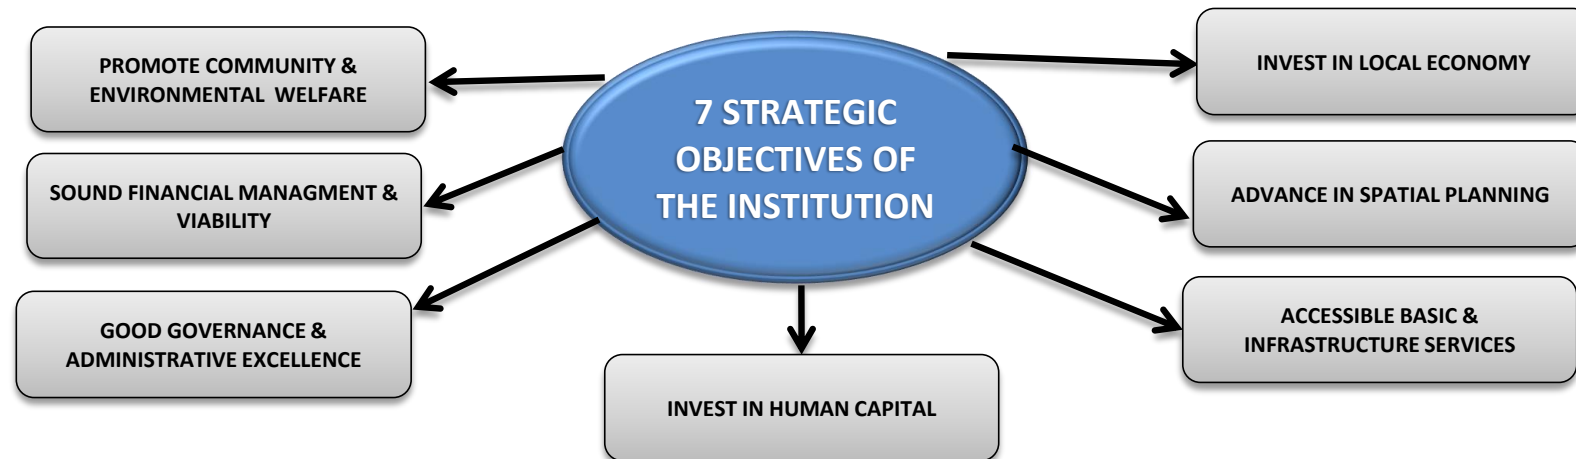 PROMOTE COMMUNITY &
ENVIRONMENTAL WELFARE
SOUND FINANCIAL MANAGMENT &
VIABILITY
GOOD GOVERNANCE &
ADMINISTRATIVE EXCELLENCE
7 STRATEGIC
OBJECTIVES OF
THE INSTITUTION
INVEST IN HUMAN CAPITAL
INVEST IN LOCAL ECONOMY
ADVANCE IN SPATIAL PLANNING
ACCESSIBLE BASIC &
INFRASTRUCTURE SERVICES